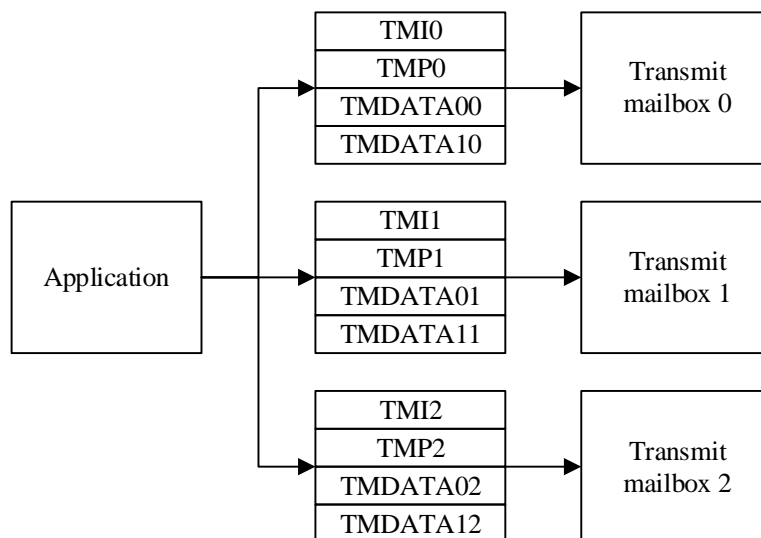 TMI0
TMP0
TMDATA00
TMDATA10
Transmit
mailbox 0
Application
TMI1
TMP1
TMDATA01
TMDATA11
Transmit
mailbox 1
TMI2
TMP2
TMDATA02
TMDATA12
Transmit
mailbox 2